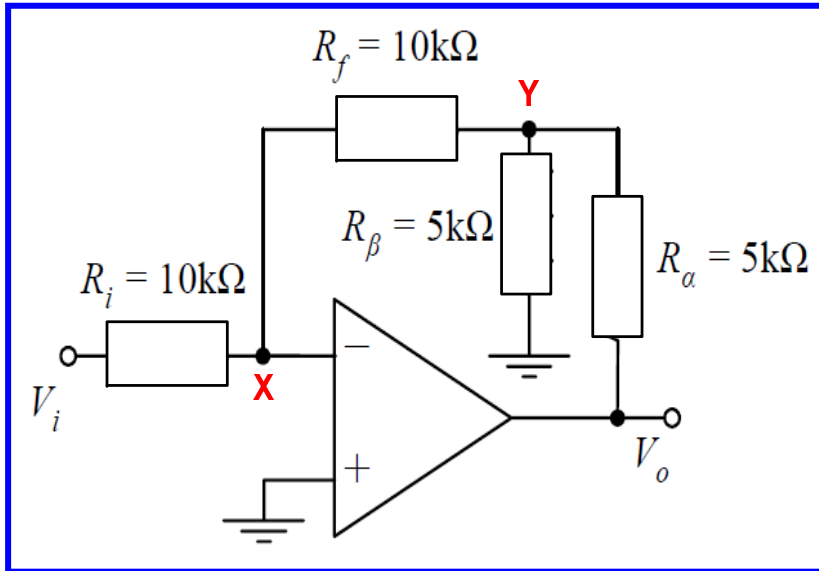 R_f = 10kΩ
Y
R_β = 5kΩ
R_α = 5kΩ
R_i = 10kΩ
X
V_i
−
+
V_o